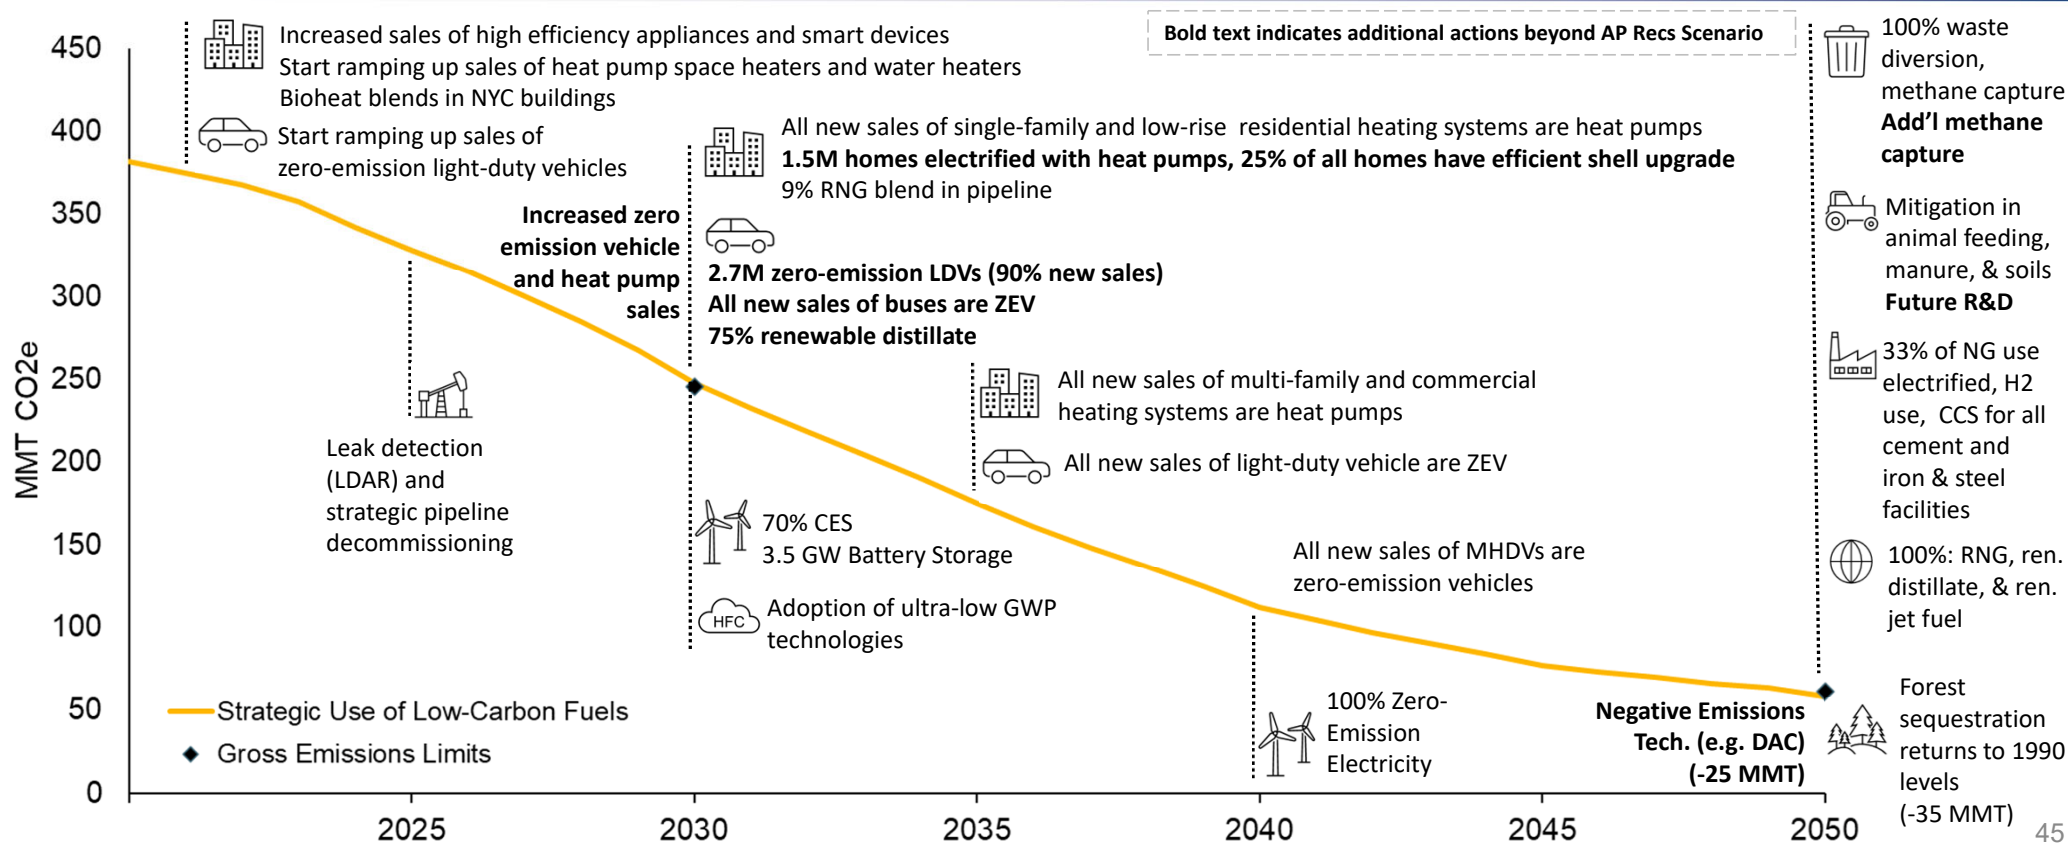 Increased sales of high efficiency appliances and smart devices
Start ramping up sales of heat pump space heaters and water heaters
Bioheat blends in NYC buildings
Start ramping up sales of
zero-emission light-duty vehicles
Bold text indicates additional actions beyond AP Recs Scenario
All new sales of single-family and low-rise residential heating systems are heat pumps
1.5M homes electrified with heat pumps, 25% of all homes have efficient shell upgrade
9% RNG blend in pipeline
Increased zero
emission vehicle
and heat pump
sales
2.7M zero-emission LDVs (90% new sales)
All new sales of buses are ZEV
75% renewable distillate
Leak detection
(LDAR) and
strategic pipeline
decommissioning
70% CES
3.5 GW Battery Storage
HFC
Adoption of ultra-low GWP
technologies
All new sales of multi-family and commercial
heating systems are heat pumps
All new sales of light-duty vehicle are ZEV
All new sales of MHDVs are
zero-emission vehicles
100% Zero-
Emission
Electricity
Negative Emissions
Tech. (e.g. DAC)
(-25 MMT)
100% waste
diversion,
methane capture
Add'l methane
capture
Mitigation in
animal feeding,
manure, & soils
Future R&D
33% of NG use
electrified, H2
use, CCS for all
cement and
iron & steel
facilities
100%: RNG, ren.
distillate, & ren.
jet fuel
Forest
sequestration
returns to 1990
levels
(-35 MMT)
MMT CO2e
450
400
350
300
250
200
150
100
50
0
Strategic Use of Low-Carbon Fuels
Gross Emissions Limits
2025
2030
2035
2040
2045
2050
45